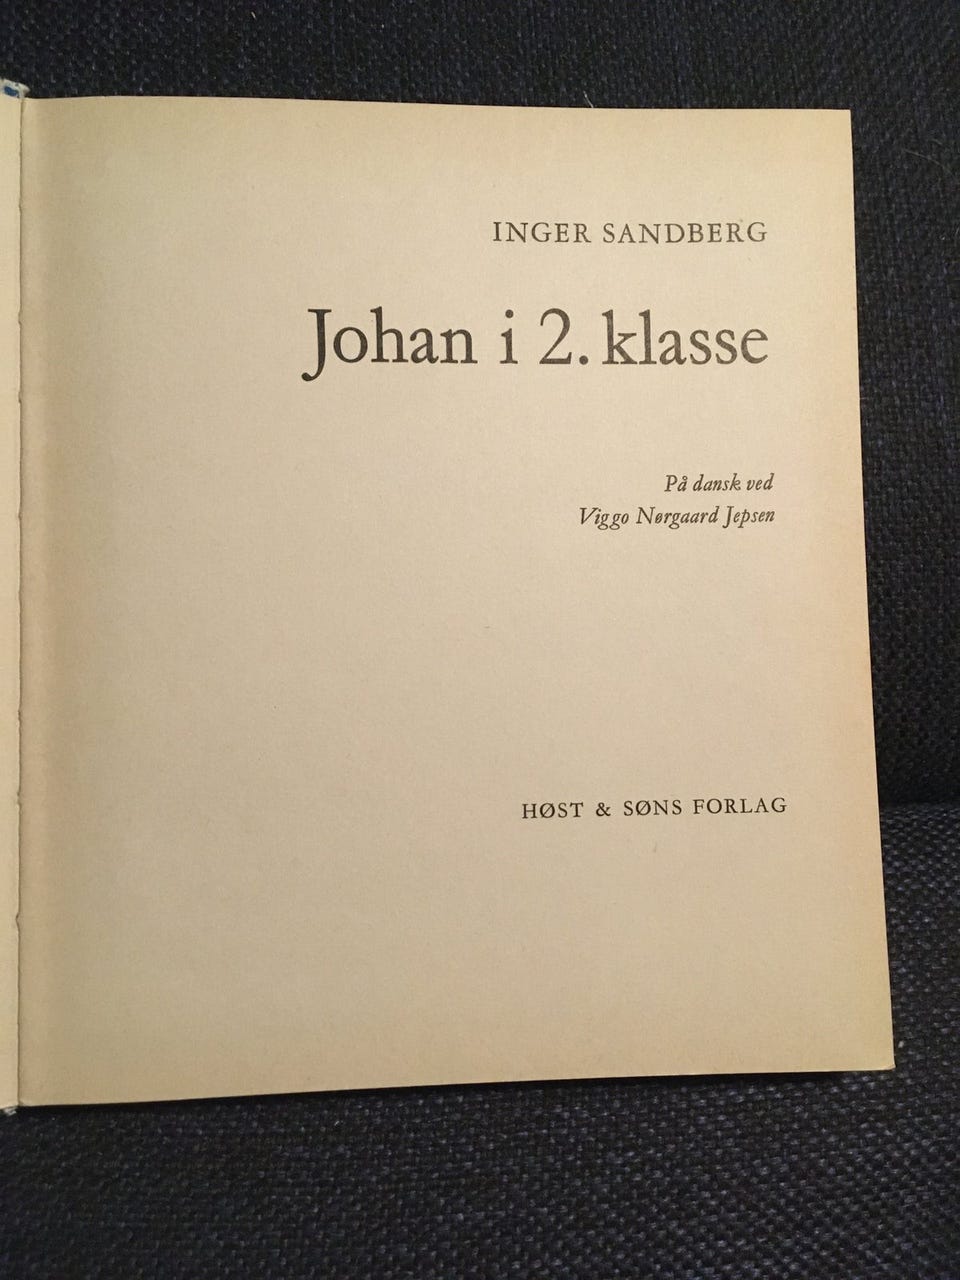 INGER SANDBERG
Johan i 2. klasse
På dansk ved
Viggo Nørgaard Jepsen
HØST & SØNS FORLAG